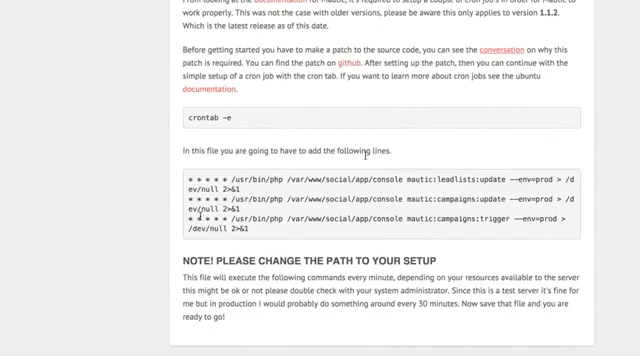 From looking at the documentation for Mautic, it's required to setup a couple of cron jobs in order for Mautic to
work properly. This was not the case with older versions, please be aware this only applies to version 1.1.2.
Which is the latest release as of this date.
Before getting started you have to make a patch to the source code, you can see the conversation on why this
patch is required. You can find the patch on github. After setting up the patch, then you can continue with the
simple setup of a cron job with the cron tab. If you want to learn more about cron jobs see the ubuntu
documentation.
crontab -e
In this file you are going to have to add the following lines.
* * * * * /usr/bin/php /var/www/social/app/console mautic:leadlists:update --env=prod > /d
ev/null 2>&1
* * * * * /usr/bin/php /var/www/social/app/console mautic:campaigns:update --env=prod > /d
ev/null 2>&1
* * * * * /usr/bin/php /var/www/social/app/console mautic:campaigns:trigger --env=prod >
/dev/null 2>&1
NOTE! PLEASE CHANGE THE PATH TO YOUR SETUP
This file will execute the following commands every minute, depending on your resources available to the server
this might be ok or not please double check with your system administrator. Since this is a test server it's fine for
me but in production I would probably do something around every 30 minutes. Now save that file and you are
ready to go!